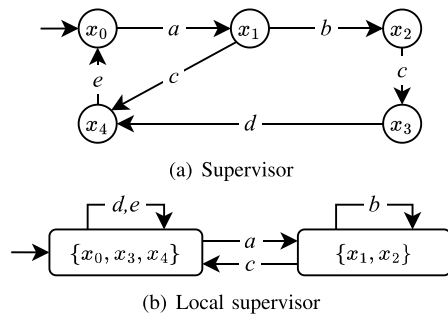 x₀ a x₁ b x₂
e c c
x₄ d x₃
(a) Supervisor
d,e b
{x₀, x₃, x₄} a {x₁, x₂}
c
(b) Local supervisor